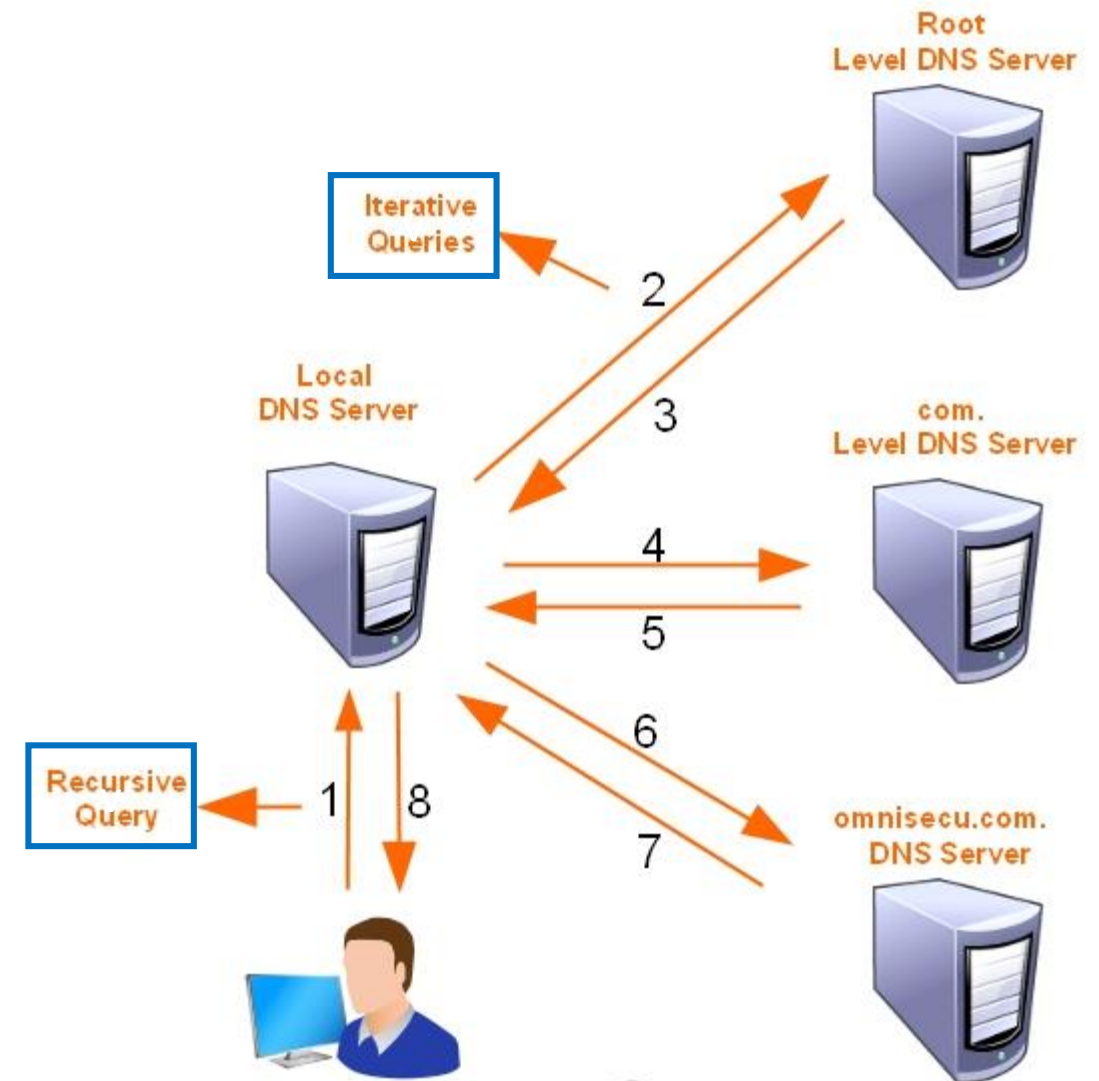 Root
Level DNS Server
Iterative
Queries
2
Local
DNS Server
3
com.
Level DNS Server
4
5
6
Recursive
Query
1
8
7
omnisecu.com.
DNS Server